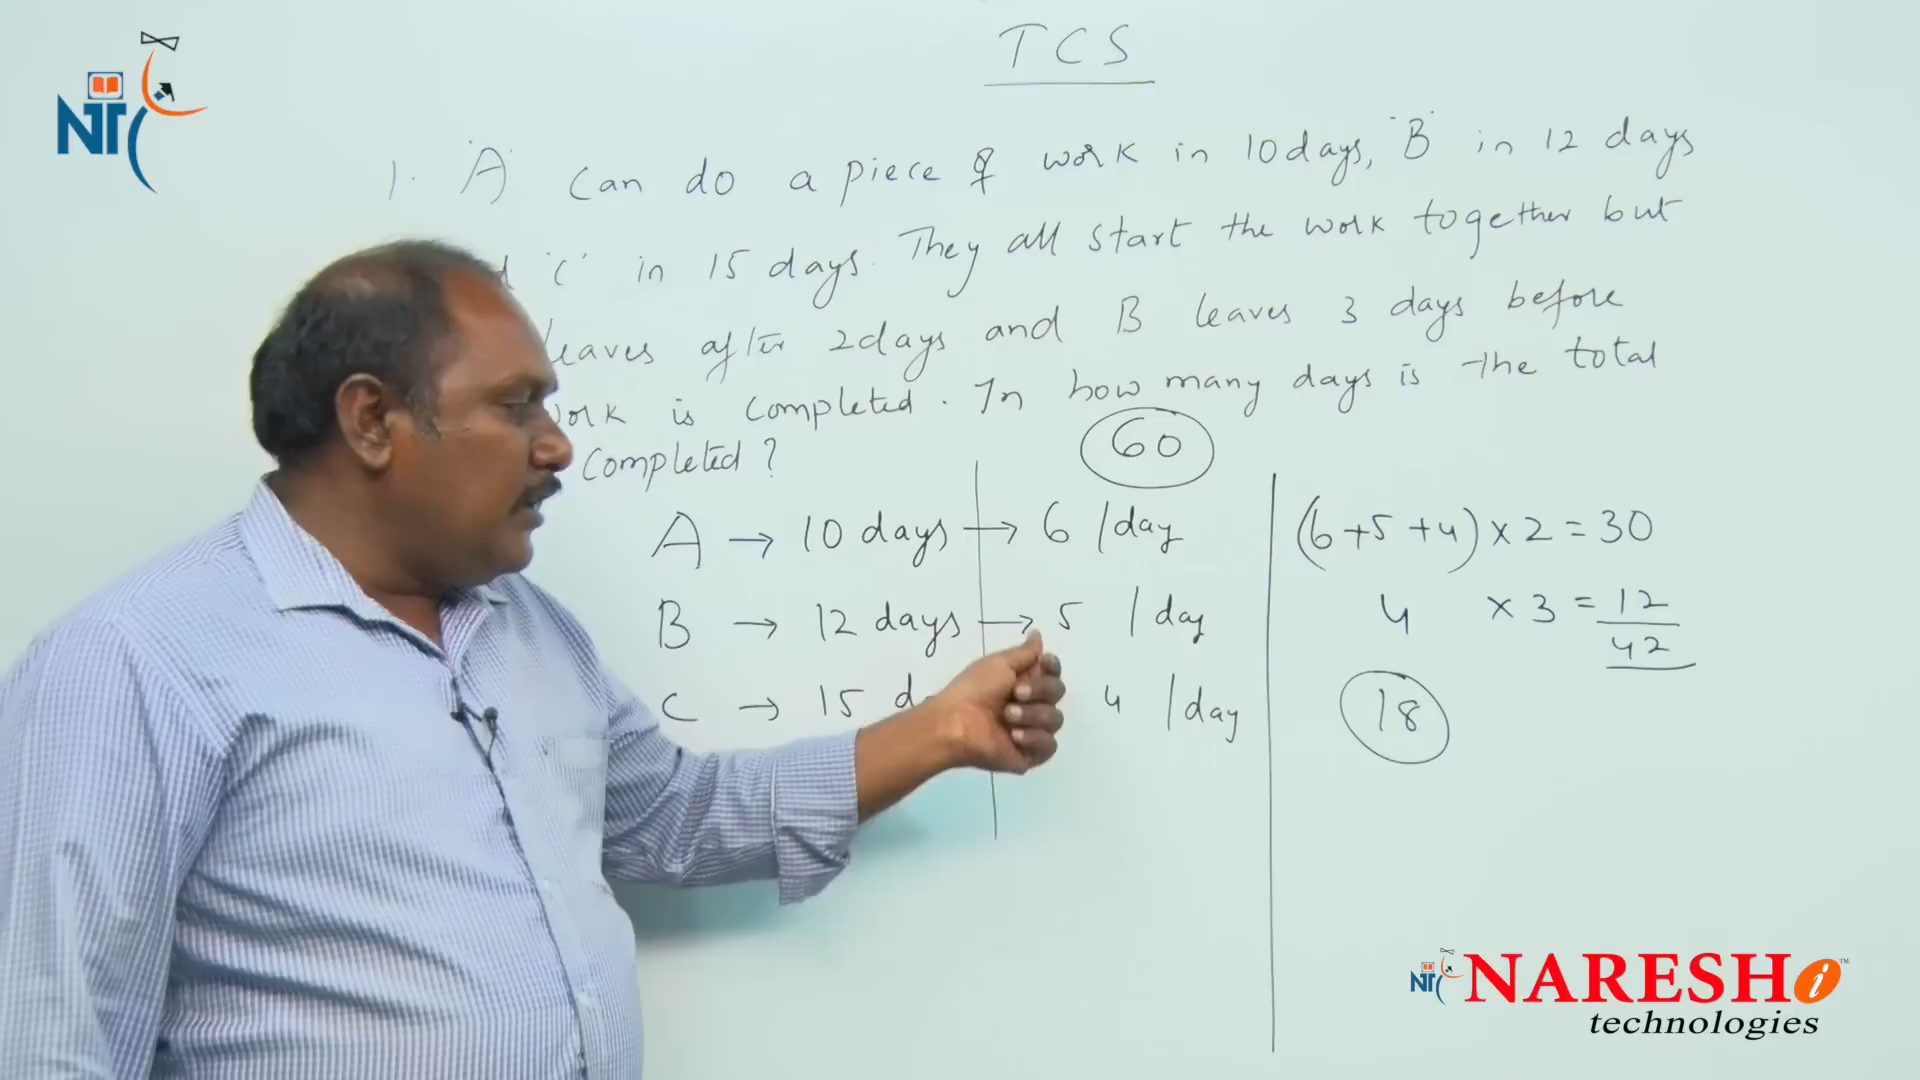 TCS
1. 'A' can do a piece of work in 10 days, 'B' in 12 days
'C' in 15 days. They all start the work together but
leaves after 2 days and B leaves 3 days before
is completed. In how many days is the total
completed?
60
A → 10 days → 6 /day
B → 12 days → 5 /day
C → 15 4 /day
(6+5+4) × 2 = 30
4 × 3 = 12
42
18
NT
NARESH i
technologies